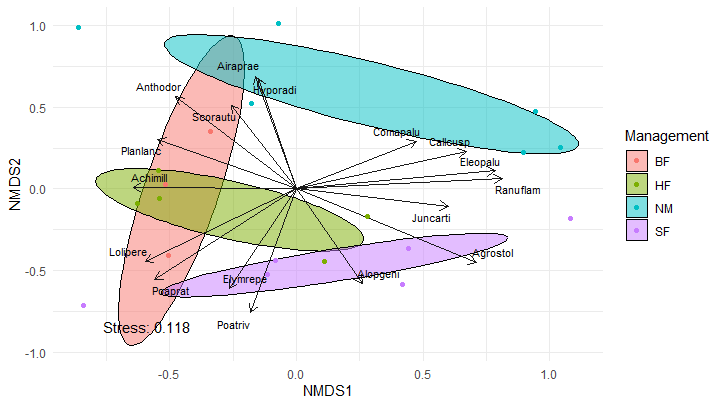 1.0
0.5
0.0
-0.5
-1.0
NMDS2
Airaprae
Anthodor
Hyporadi
Scorautu
Comapalu
Callcusp
Planlanc
Eleopalu
Achimill
Ranuflam
Juncarti
Lolipere
Agrostol
Poaprat
Elymrepe
Alopgeni
Poatriv
Stress: 0.118
-0.5
0.0
0.5
1.0
NMDS1
Management
BF
HF
NM
SF